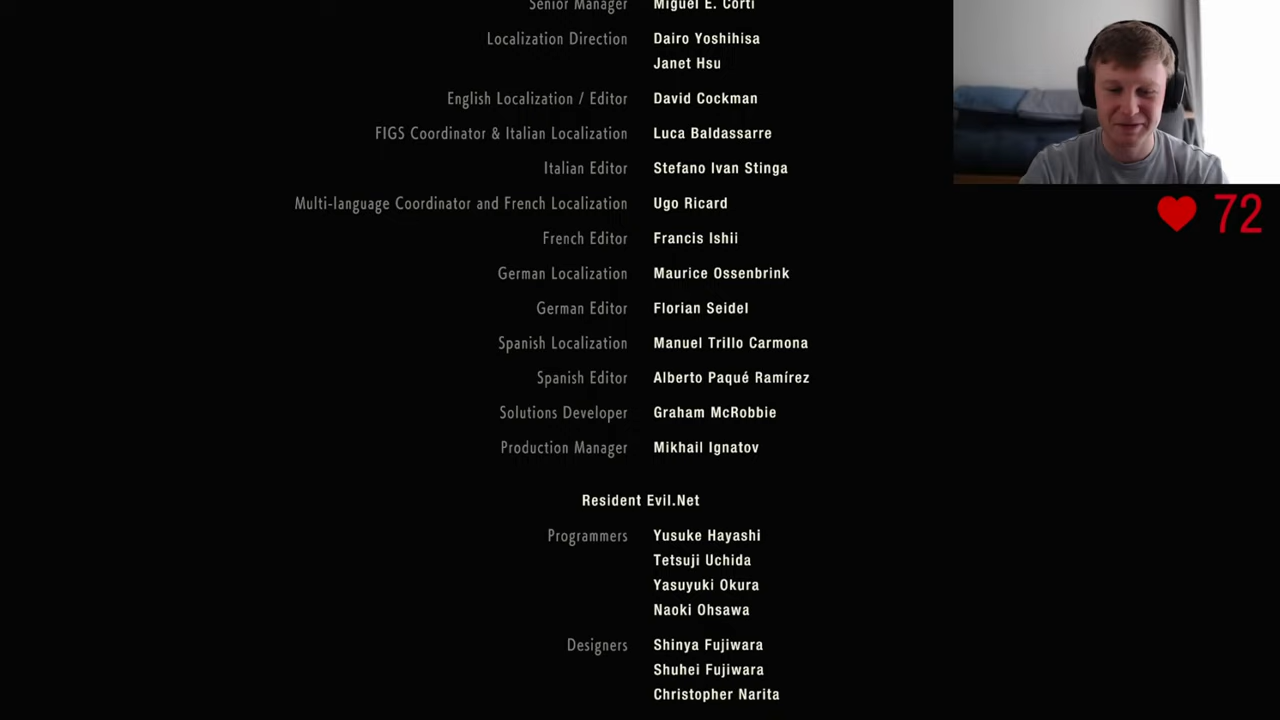 Senior Manager Miguel E. Corti
Localization Direction Dairo Yoshihisa
Janet Hsu
English Localization / Editor David Cockman
FIGS Coordinator & Italian Localization Luca Baldassarre
Italian Editor Stefano Ivan Stinga
Multi-language Coordinator and French Localization Ugo Ricard
French Editor Francis Ishii
German Localization Maurice Ossenbrink
German Editor Florian Seidel
Spanish Localization Manuel Trillo Carmona
Spanish Editor Alberto Paqué Ramírez
Solutions Developer Graham McRobbie
Production Manager Mikhail Ignatov
Resident Evil.Net
Programmers Yusuke Hayashi
Tetsuji Uchida
Yasuyuki Okura
Naoki Ohsawa
Designers Shinya Fujiwara
Shuhei Fujiwara
Christopher Narita
72